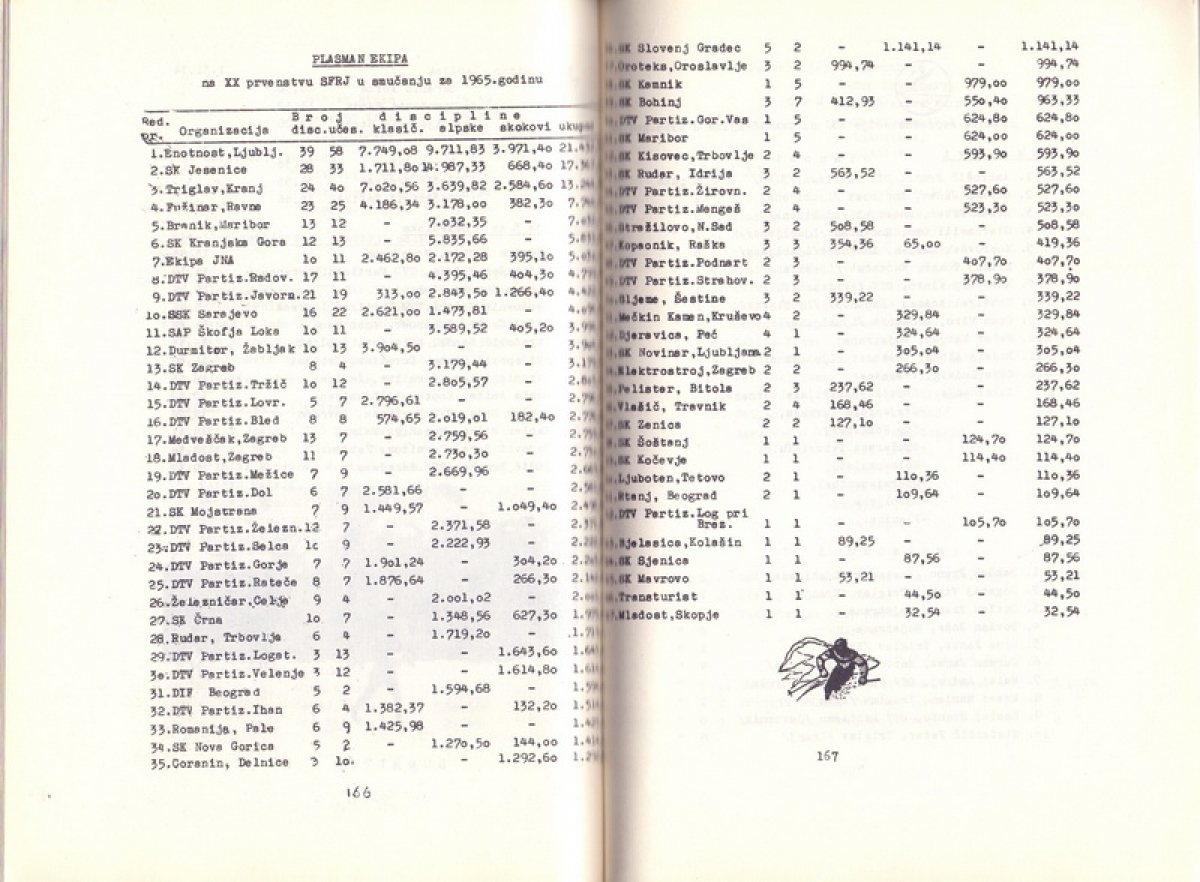 PLASMAN EKIPA
na XX prvenstvu SFRJ u smučanju za 1965.godinu
Red. Broj discipline
br. Organizacija disc.učes. klasič. alpske skokovi
1.Enotnost,Ljublj. 39 58 7.749,08 9.711,83 3.971,40
2.SK Jesenice 28 33 1.711,80 14.987,33 668,40
3.Triglav,Kranj 24 40 7.020,56 3.639,82 2.584,60
4.Fužinar,Ravne 23 25 4.186,34 3.178,00 382,30
5.Branik,Maribor 13 12 - 7.032,35 -
6.SK Kranjska Gora 12 13 - 5.835,66 -
7.Ekipa JNA 10 11 2.462,80 2.172,28 395,10
8.DTV Partiz.Radov. 17 11 - 4.395,46 404,30
9.DTV Partiz.Javorn.21 19 313,00 2.843,50 1.266,40
10.BSK Sarajevo 16 22 2.621,00 1.473,81 -
11.SAP Škofja Loka 10 11 - 3.589,52 405,20
12.Durmitor, Žabljak 10 13 3.904,50 - -
13.SK Zagreb 8 4 - 3.179,44 -
14.DTV Partiz.Tržič 10 12 - 2.805,57 -
15.DTV Partiz.Lovr. 5 7 2.796,61 - -
16.DTV Partiz.Bled 8 8 574,65 2.019,01 182,40
17.Medveščak,Zagreb 13 7 - 2.759,56 -
18.Mladost,Zagreb 11 7 - 2.730,30 -
19.DTV Partiz.Mežice 7 9 - 2.669,96 -
20.DTV Partiz.Dol 6 7 2.581,66 - -
21.SK Mojstrana 7 9 1.449,57 - 1.049,40
22.DTV Partiz.Železn.12 7 - 2.371,58 -
23.DTV Partiz.Selca 10 9 - 2.222,93 -
24.DTV Partiz.Gorje 7 7 1.901,24 - 304,20
25.DTV Partiz.Rateče 8 7 1.876,64 - 266,30
26.Železničar,Celje 9 4 - 2.001,02 -
27.SK Črna 10 7 - 1.348,56 627,30
28.Rudar, Trbovlje 6 4 - 1.719,20 -
29.DTV Partiz.Logat. 3 13 - - 1.643,60
30.DTV Partiz.Velenje 3 12 - - 1.614,80
31.DIF Beograd 5 2 - 1.594,68 -
32.DTV Partiz.Ihan 6 4 1.382,37 - 132,20
33.Romanija, Pale 6 9 1.425,98 - -
34.SK Nova Gorica 5 2 - 1.270,50 144,00
35.Goranin, Delnice 3 10 - 1.292,60
166
SK Slovenj Gradec 5 2 - 1.141,14 - 1.141,14
Oroteks,Oroslavlje 3 2 994,74 - - 994,74
SK Kamnik 1 5 979,00 979,00
SK Bohinj 3 7 412,93 - 550,40 963,33
DTV Partiz.Gor.Vas 1 5 - - 624,80 624,80
SK Maribor 1 5 - - 624,00 624,00
SK Kisovec,Trbovlje 2 4 - - 593,90 593,90
SK Rudar, Idrija 3 2 563,52 - - 563,52
DTV Partiz.Žirovn. 2 4 - - 527,60 527,60
DTV Partiz.Mengeš 2 4 - - 523,30 523,30
Stražilovo,N.Sad 3 2 508,58 - - 508,58
Kopaonik, Raška 3 3 354,36 65,00 - 419,36
DTV Partiz.Podnart 2 3 - - 407,70 407,70
DTV Partiz.Strahov. 2 3 - - 378,90 378,90
Sljeme, Šestine 3 2 339,22 - - 339,22
Mečkin Kamen,Kruševo 4 2 - 329,84 - 329,84
Djeravica, Peć 4 1 - 324,64 - 324,64
SK Novinar,Ljubljana 2 1 - 305,04 - 305,04
Elektrostroj,Zagreb 2 2 - 266,30 - 266,30
Pelister, Bitola 2 3 237,62 - - 237,62
Vlašič, Travnik 2 4 168,46 - - 168,46
SK Zenica 2 2 127,10 - - 127,10
SK Šoštanj 1 1 - - 124,70 124,70
SK Kočevje 1 1 - - 114,40 114,40
Ljuboten,Tetovo 2 1 - 110,36 - 110,36
Rtanj, Beograd 2 1 - 109,64 - 109,64
DTV Partiz.Log pri
Brez. 1 1 - - 105,70 105,70
Bjelasica,Kolašin 1 1 89,25 - - 89,25
SK Sjenica 1 1 - 87,56 - 87,56
SK Mavrovo 1 1 53,21 - - 53,21
Transturist 1 1 - 44,50 - 44,50
Mladost,Skopje 1 1 - 32,54 - 32,54
167